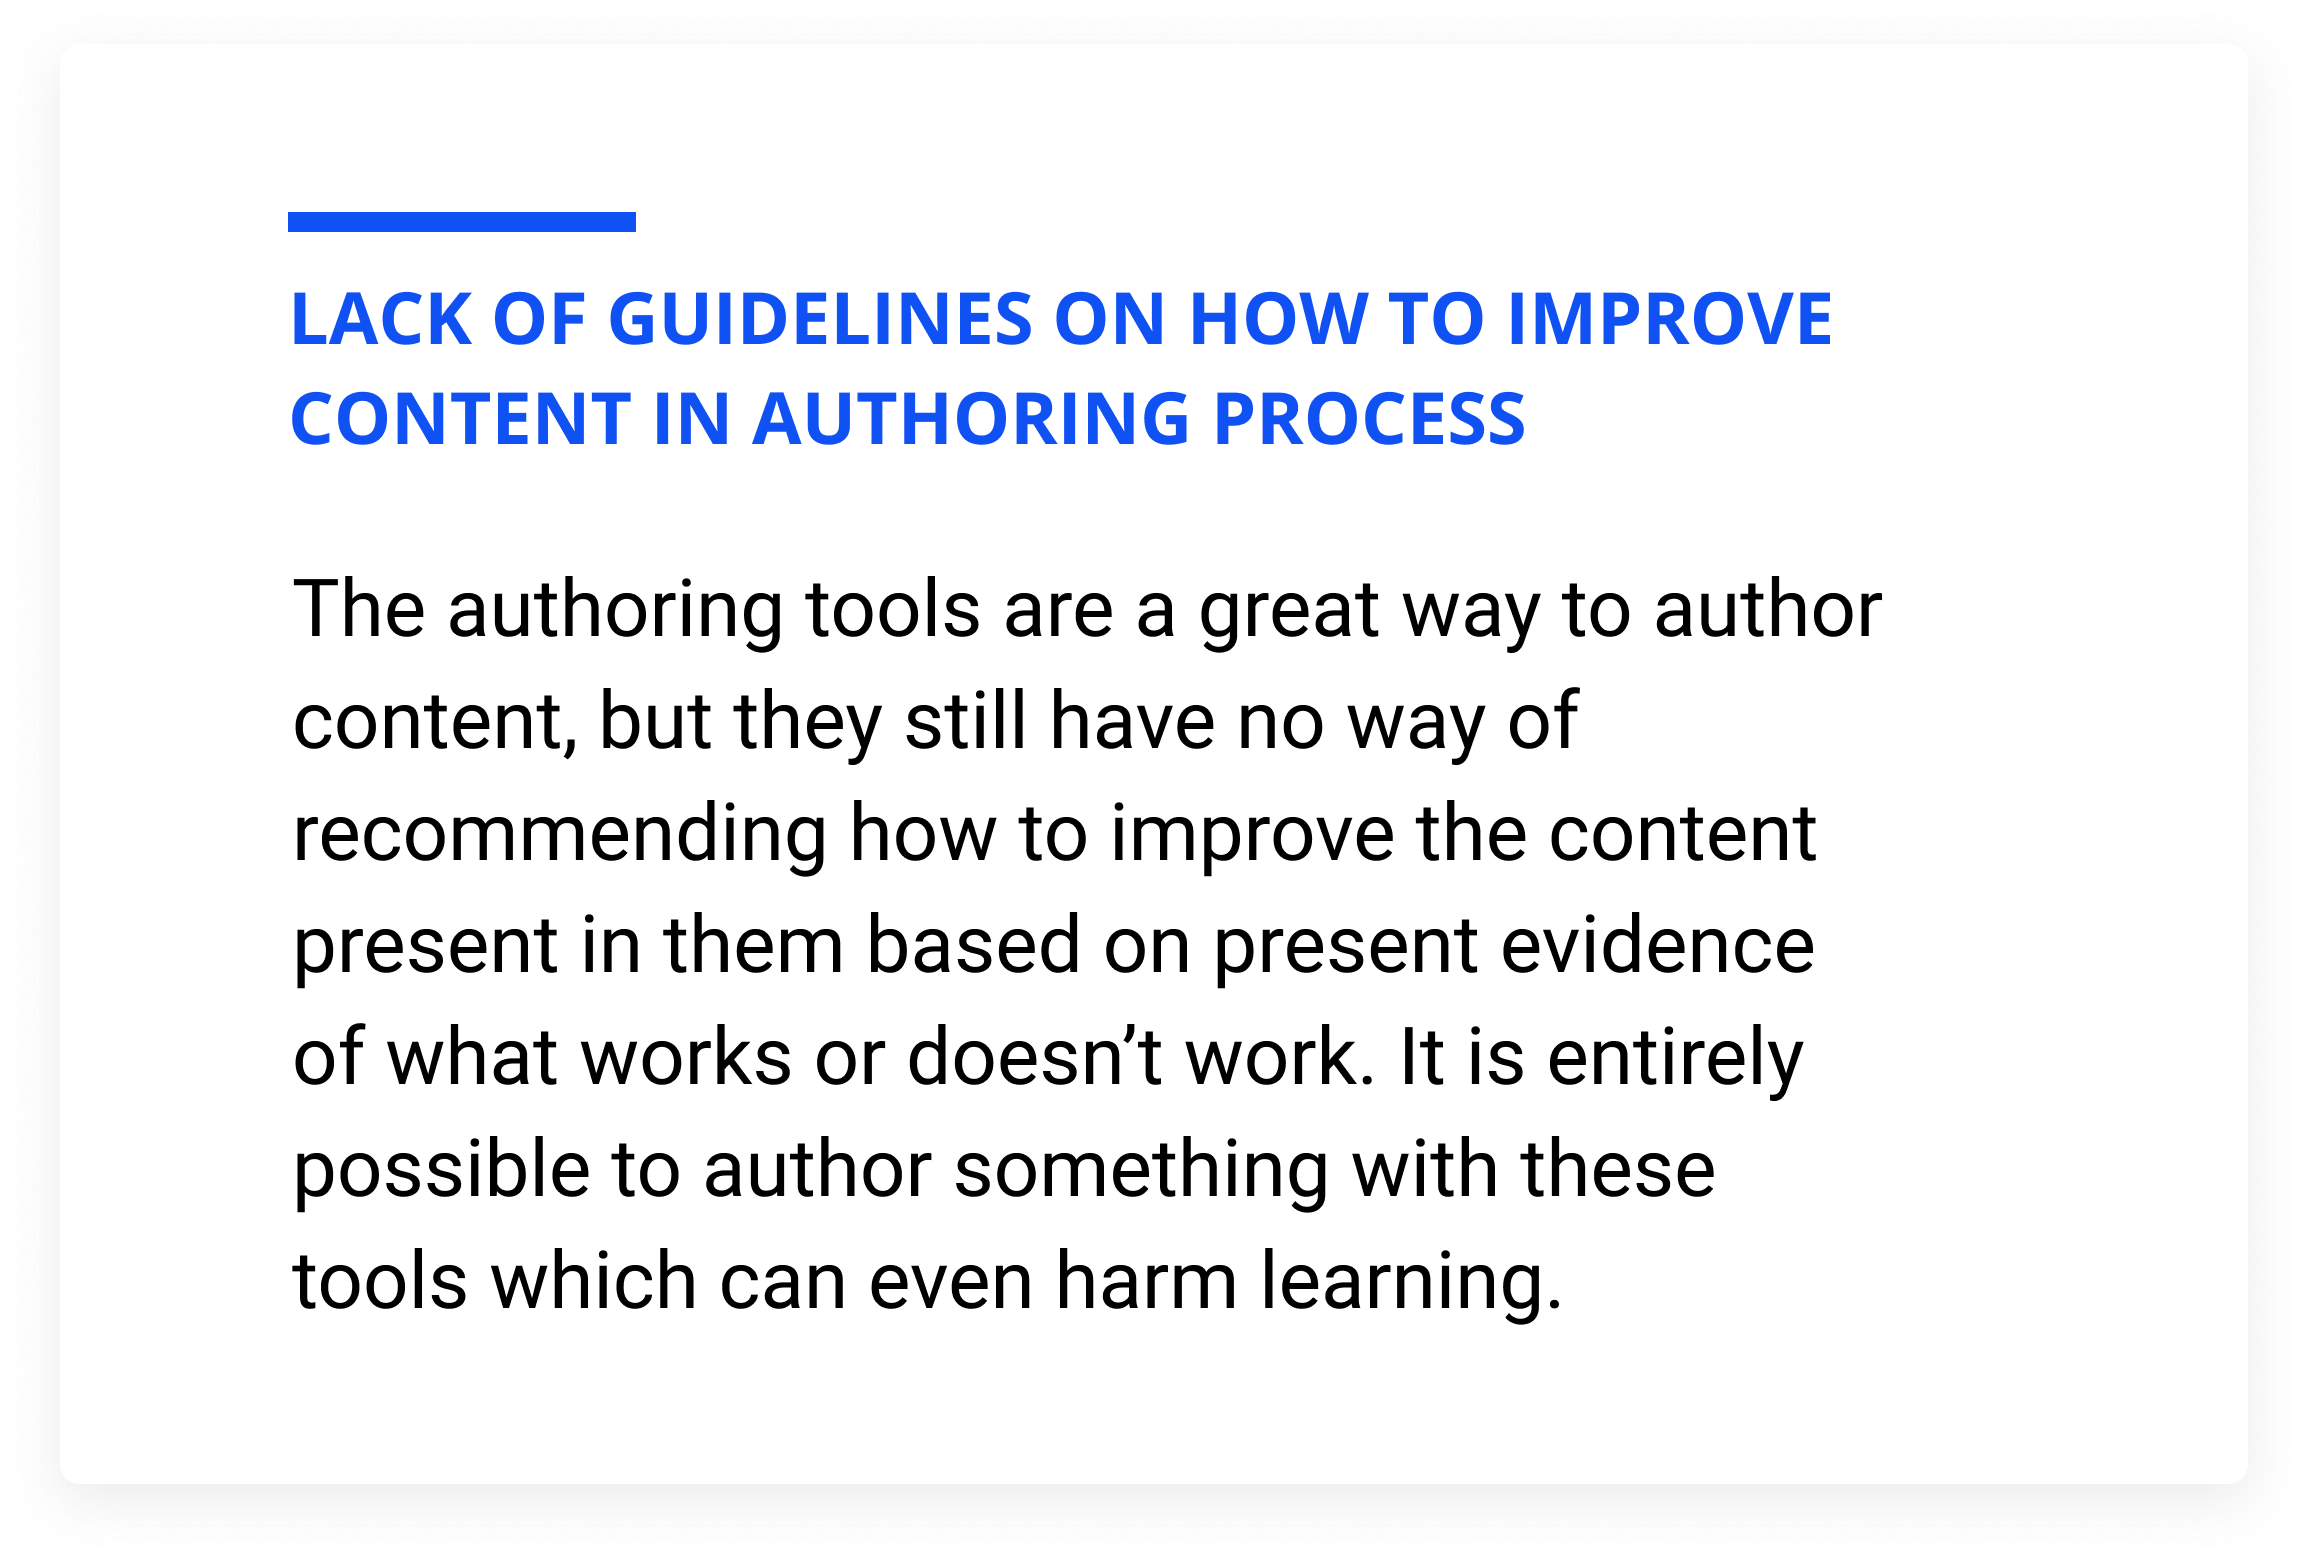 LACK OF GUIDELINES ON HOW TO IMPROVE
CONTENT IN AUTHORING PROCESS
The authoring tools are a great way to author
content, but they still have no way of
recommending how to improve the content
present in them based on present evidence
of what works or doesn’t work. It is entirely
possible to author something with these
tools which can even harm learning.